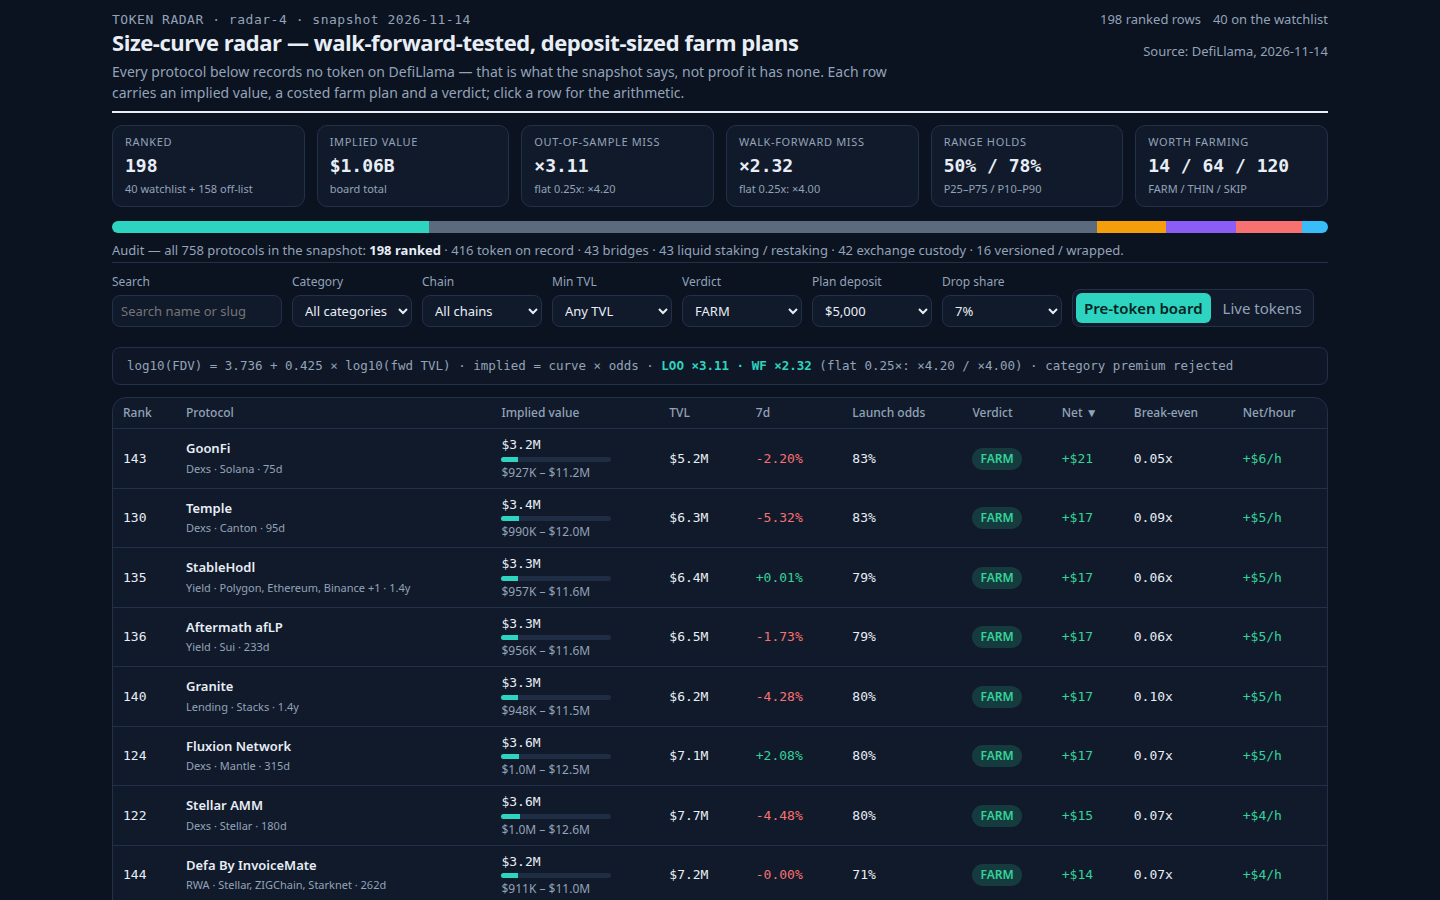 TOKEN RADAR · radar-4 · snapshot 2026-11-14
198 ranked rows 40 on the watchlist
Size-curve radar — walk-forward-tested, deposit-sized farm plans
Source: DefiLlama, 2026-11-14
Every protocol below records no token on DefiLlama — that is what the snapshot says, not proof it has none. Each row
carries an implied value, a costed farm plan and a verdict; click a row for the arithmetic.
RANKED IMPLIED VALUE OUT-OF-SAMPLE MISS WALK-FORWARD MISS RANGE HOLDS WORTH FARMING
198 $1.06B ×3.11 ×2.32 50% / 78% 14 / 64 / 120
40 watchlist + 158 off-list board total flat 0.25x: ×4.20 flat 0.25x: ×4.00 P25–P75 / P10–P90 FARM / THIN / SKIP
Audit — all 758 protocols in the snapshot: 198 ranked · 416 token on record · 43 bridges · 43 liquid staking / restaking · 42 exchange custody · 16 versioned / wrapped.
Search Category Chain Min TVL Verdict Plan deposit Drop share
Search name or slug All categories All chains Any TVL FARM $5,000 7% Pre-token board Live tokens
log10(FDV) = 3.736 + 0.425 × log10(fwd TVL) · implied = curve × odds · LOO ×3.11 · WF ×2.32 (flat 0.25×: ×4.20 / ×4.00) · category premium rejected
Rank Protocol Implied value TVL 7d Launch odds Verdict Net ▼ Break-even Net/hour
143 GoonFi $3.2M $5.2M -2.20% 83% FARM +$21 0.05x +$6/h
Dexs · Solana · 75d $927K – $11.2M
130 Temple $3.4M $6.3M -5.32% 83% FARM +$17 0.09x +$5/h
Dexs · Canton · 95d $990K – $12.0M
135 StableHodl $3.3M $6.4M +0.01% 79% FARM +$17 0.06x +$5/h
Yield · Polygon, Ethereum, Binance +1 · 1.4y $957K – $11.6M
136 Aftermath afLP $3.3M $6.5M -1.73% 79% FARM +$17 0.06x +$5/h
Yield · Sui · 233d $956K – $11.6M
140 Granite $3.3M $6.2M -4.28% 80% FARM +$17 0.10x +$5/h
Lending · Stacks · 1.4y $948K – $11.5M
124 Fluxion Network $3.6M $7.1M +2.08% 80% FARM +$17 0.07x +$5/h
Dexs · Mantle · 315d $1.0M – $12.5M
122 Stellar AMM $3.6M $7.7M -4.48% 80% FARM +$15 0.07x +$4/h
Dexs · Stellar · 180d $1.0M – $12.6M
144 Defa By InvoiceMate $3.2M $7.2M -0.00% 71% FARM +$14 0.07x +$4/h
RWA · Stellar, ZIGChain, Starknet · 262d $911K – $11.0M